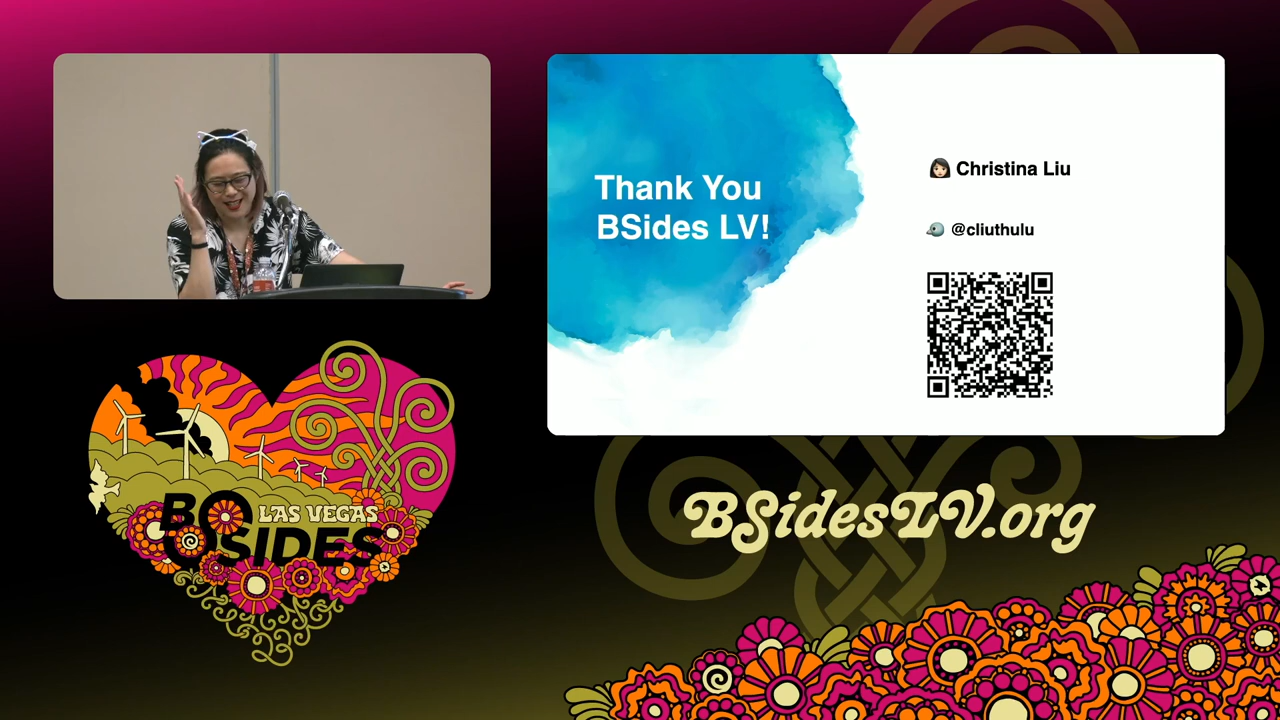 Thank You
BSides LV!
Christina Liu
@cliuthulu
BSIDES
LAS VEGAS
BSidesLV.org